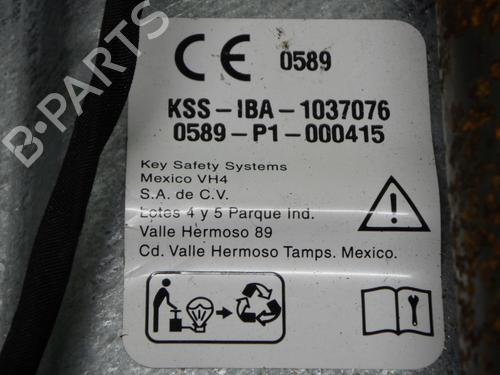 CE 0589
KSS-IBA-1037076
0589-P1-000415
Key Safety Systems
Mexico VH4
S.A. de C.V.
Lotes 4 y 5 Parque Ind.
Valle Hermoso 89
Cd. Valle Hermoso Tamps. Mexico.
B-PARTS